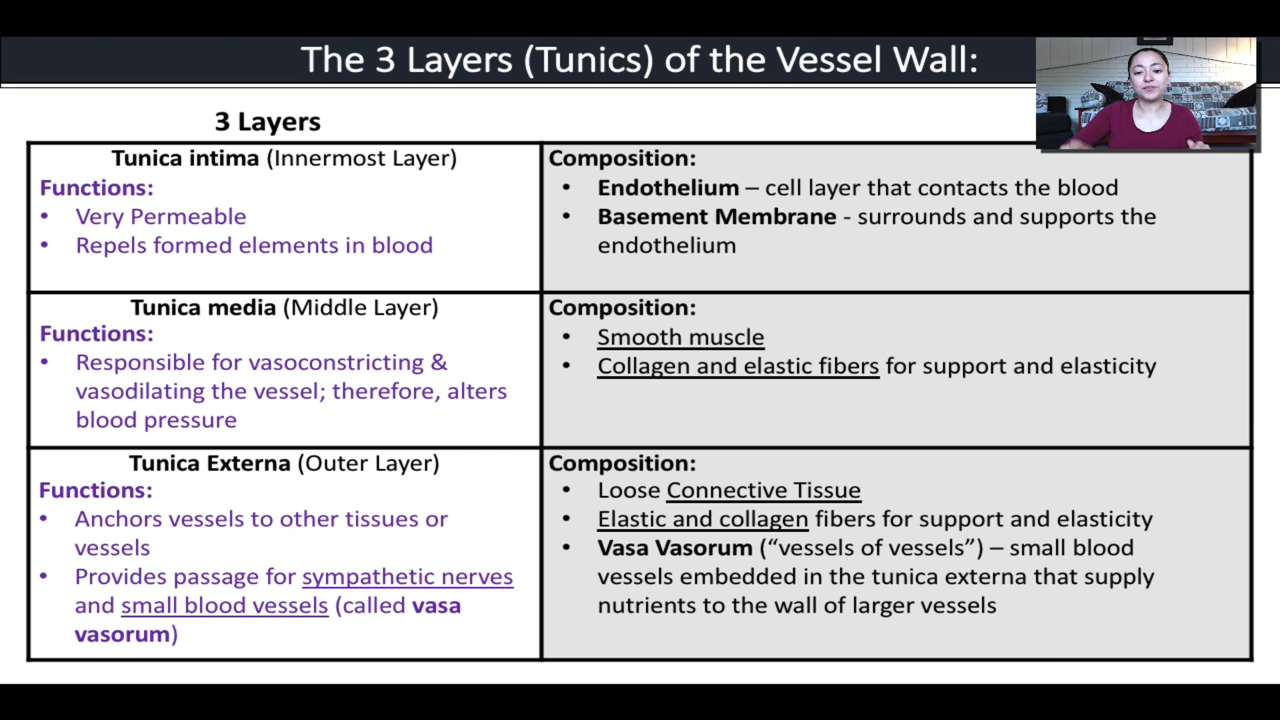 The 3 Layers (Tunics) of the Vessel Wall:
3 Layers
Tunica intima (Innermost Layer)
Functions:
• Very Permeable
• Repels formed elements in blood
Composition:
• Endothelium – cell layer that contacts the blood
• Basement Membrane - surrounds and supports the
endothelium
Tunica media (Middle Layer)
Functions:
• Responsible for vasoconstricting &
vasodilating the vessel; therefore, alters
blood pressure
Composition:
• Smooth muscle
• Collagen and elastic fibers for support and elasticity
Tunica Externa (Outer Layer)
Functions:
• Anchors vessels to other tissues or
vessels
• Provides passage for sympathetic nerves
and small blood vessels (called vasa
vasorum)
Composition:
• Loose Connective Tissue
• Elastic and collagen fibers for support and elasticity
• Vasa Vasorum (“vessels of vessels”) – small blood
vessels embedded in the tunica externa that supply
nutrients to the wall of larger vessels